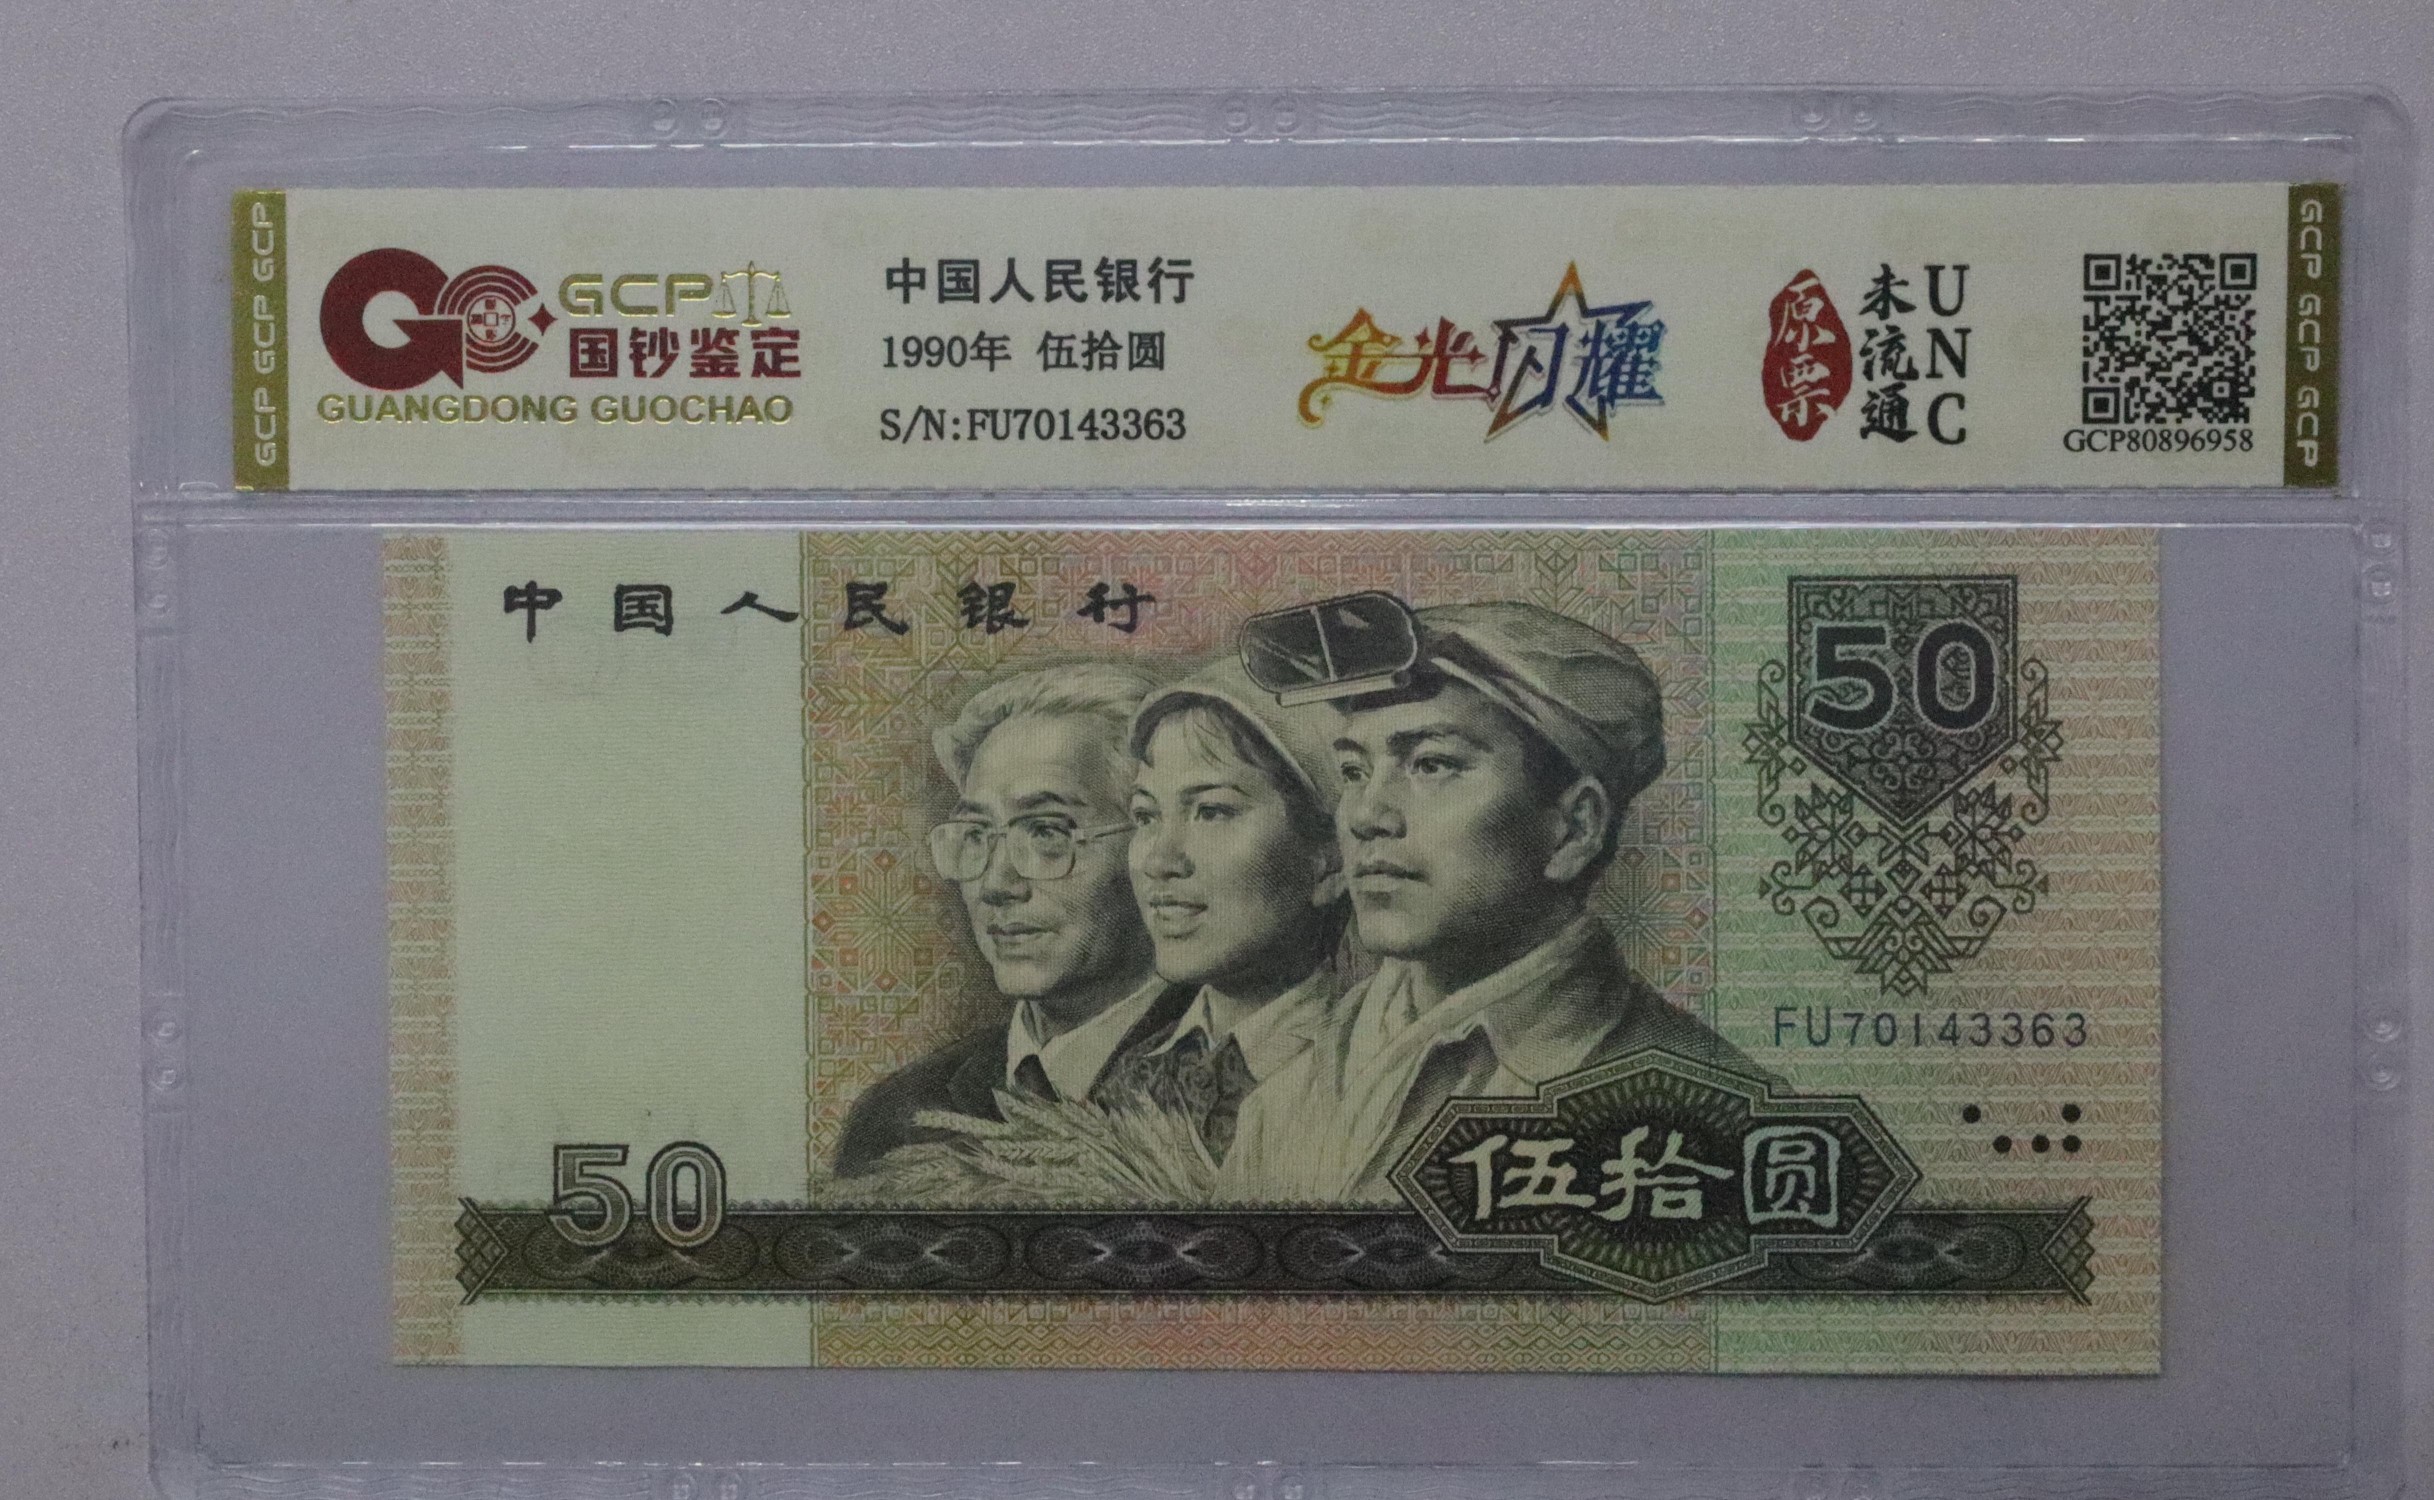 GCP GCP GCP
GCP
国钞鉴定
GUANGDONG GUOCHAO
中国人民银行
1990年 伍拾圆
S/N:FU70143363
金光闪耀
原票
未流通
UNC
GCP80896958
GCP GCP GCP
中国人民银行
50
FU70143363
50
伍拾圆